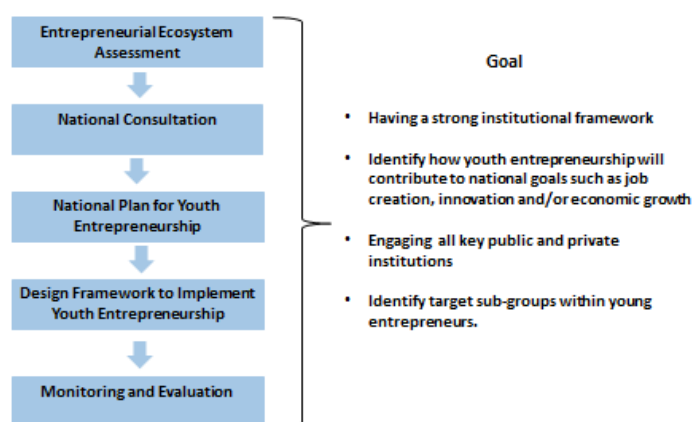 Entrepreneurial Ecosystem
Assessment
National Consultation
National Plan for Youth
Entrepreneurship
Design Framework to Implement
Youth Entrepreneurship
Monitoring and Evaluation
Goal
• Having a strong institutional framework
• Identify how youth entrepreneurship will
contribute to national goals such as job
creation, innovation and/or economic growth
• Engaging all key public and private
institutions
• Identify target sub-groups within young
entrepreneurs.